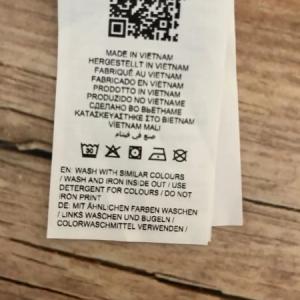 MADE IN VIETNAM
HERGESTELLT IN VIETNAM
FABRIQUÉ AU VIETNAM
FABRICADO EN VIETNAM
PRODOTTO IN VIETNAM
PRODUZIDO NO VIETNAME
СДЕЛАНО ВО ВЬЕТНАМЕ
ΚΑΤΑΣΚΕΥΑΣΤΗΚΕ ΣΤΟ ΒΙΕΤΝΑΜ
VİETNAM MALI
صنع في فيتنام
30
EN: WASH WITH SIMILAR COLOURS
/ WASH AND IRON INSIDE OUT / USE
DETERGENT FOR COLOURS / DO NOT
IRON PRINT
DE: MIT ÄHNLICHEN FARBEN WASCHEN
/ LINKS WASCHEN UND BÜGELN /
COLORWASCHMITTEL VERWENDEN /